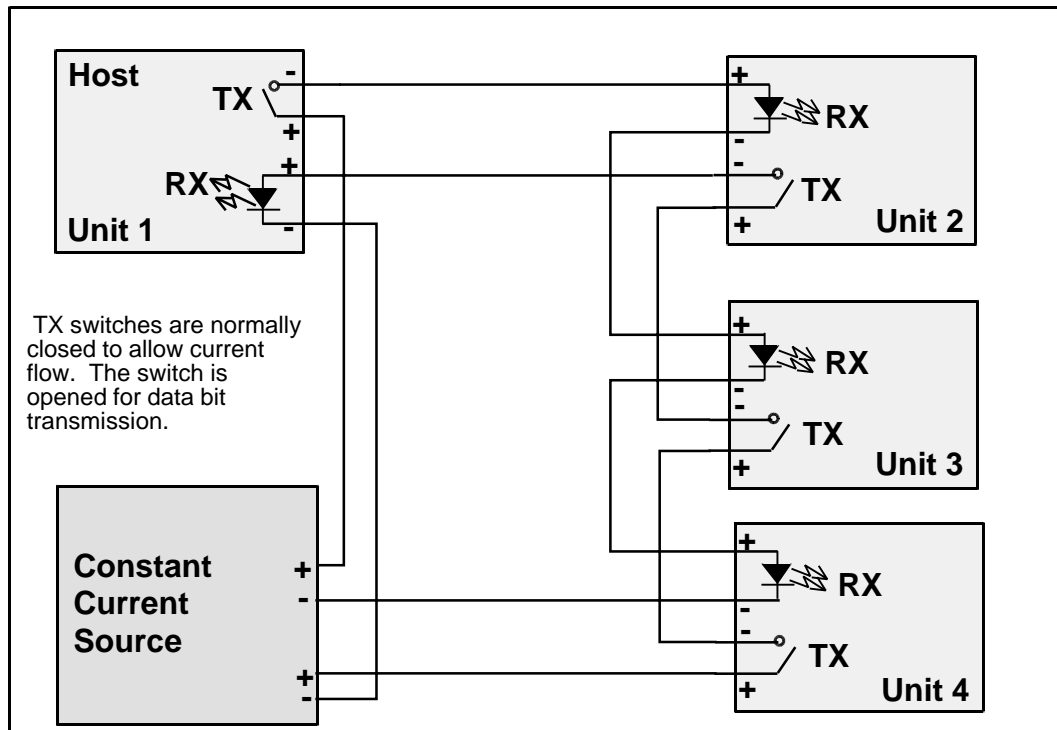 Host
-
TX
+
+
RX
-
Unit 1
+
RX
-
-
TX
+
Unit 2
TX switches are normally
closed to allow current
flow. The switch is
opened for data bit
transmission.
+
RX
-
-
TX
+
Unit 3
Constant
Current
Source
+
-
+
-
+
RX
-
-
TX
+
Unit 4